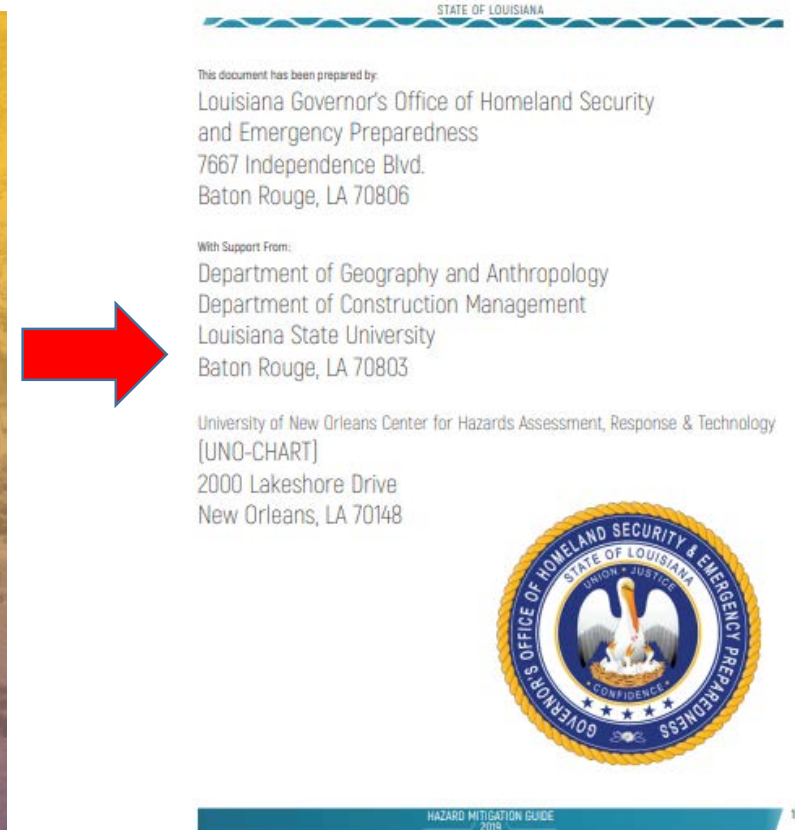 STATE OF LOUISIANA
This document has been prepared by:
Louisiana Governor's Office of Homeland Security
and Emergency Preparedness
7667 Independence Blvd.
Baton Rouge, LA 70806
With Support From:
Department of Geography and Anthropology
Department of Construction Management
Louisiana State University
Baton Rouge, LA 70803
University of New Orleans Center for Hazards Assessment, Response & Technology
(UNO-CHART)
2000 Lakeshore Drive
New Orleans, LA 70148
GOVERNOR'S OFFICE OF HOMELAND SECURITY & EMERGENCY PREPAREDNESS
STATE OF LOUISIANA
UNION * JUSTICE
* CONFIDENCE *
HAZARD MITIGATION GUIDE
2019
1